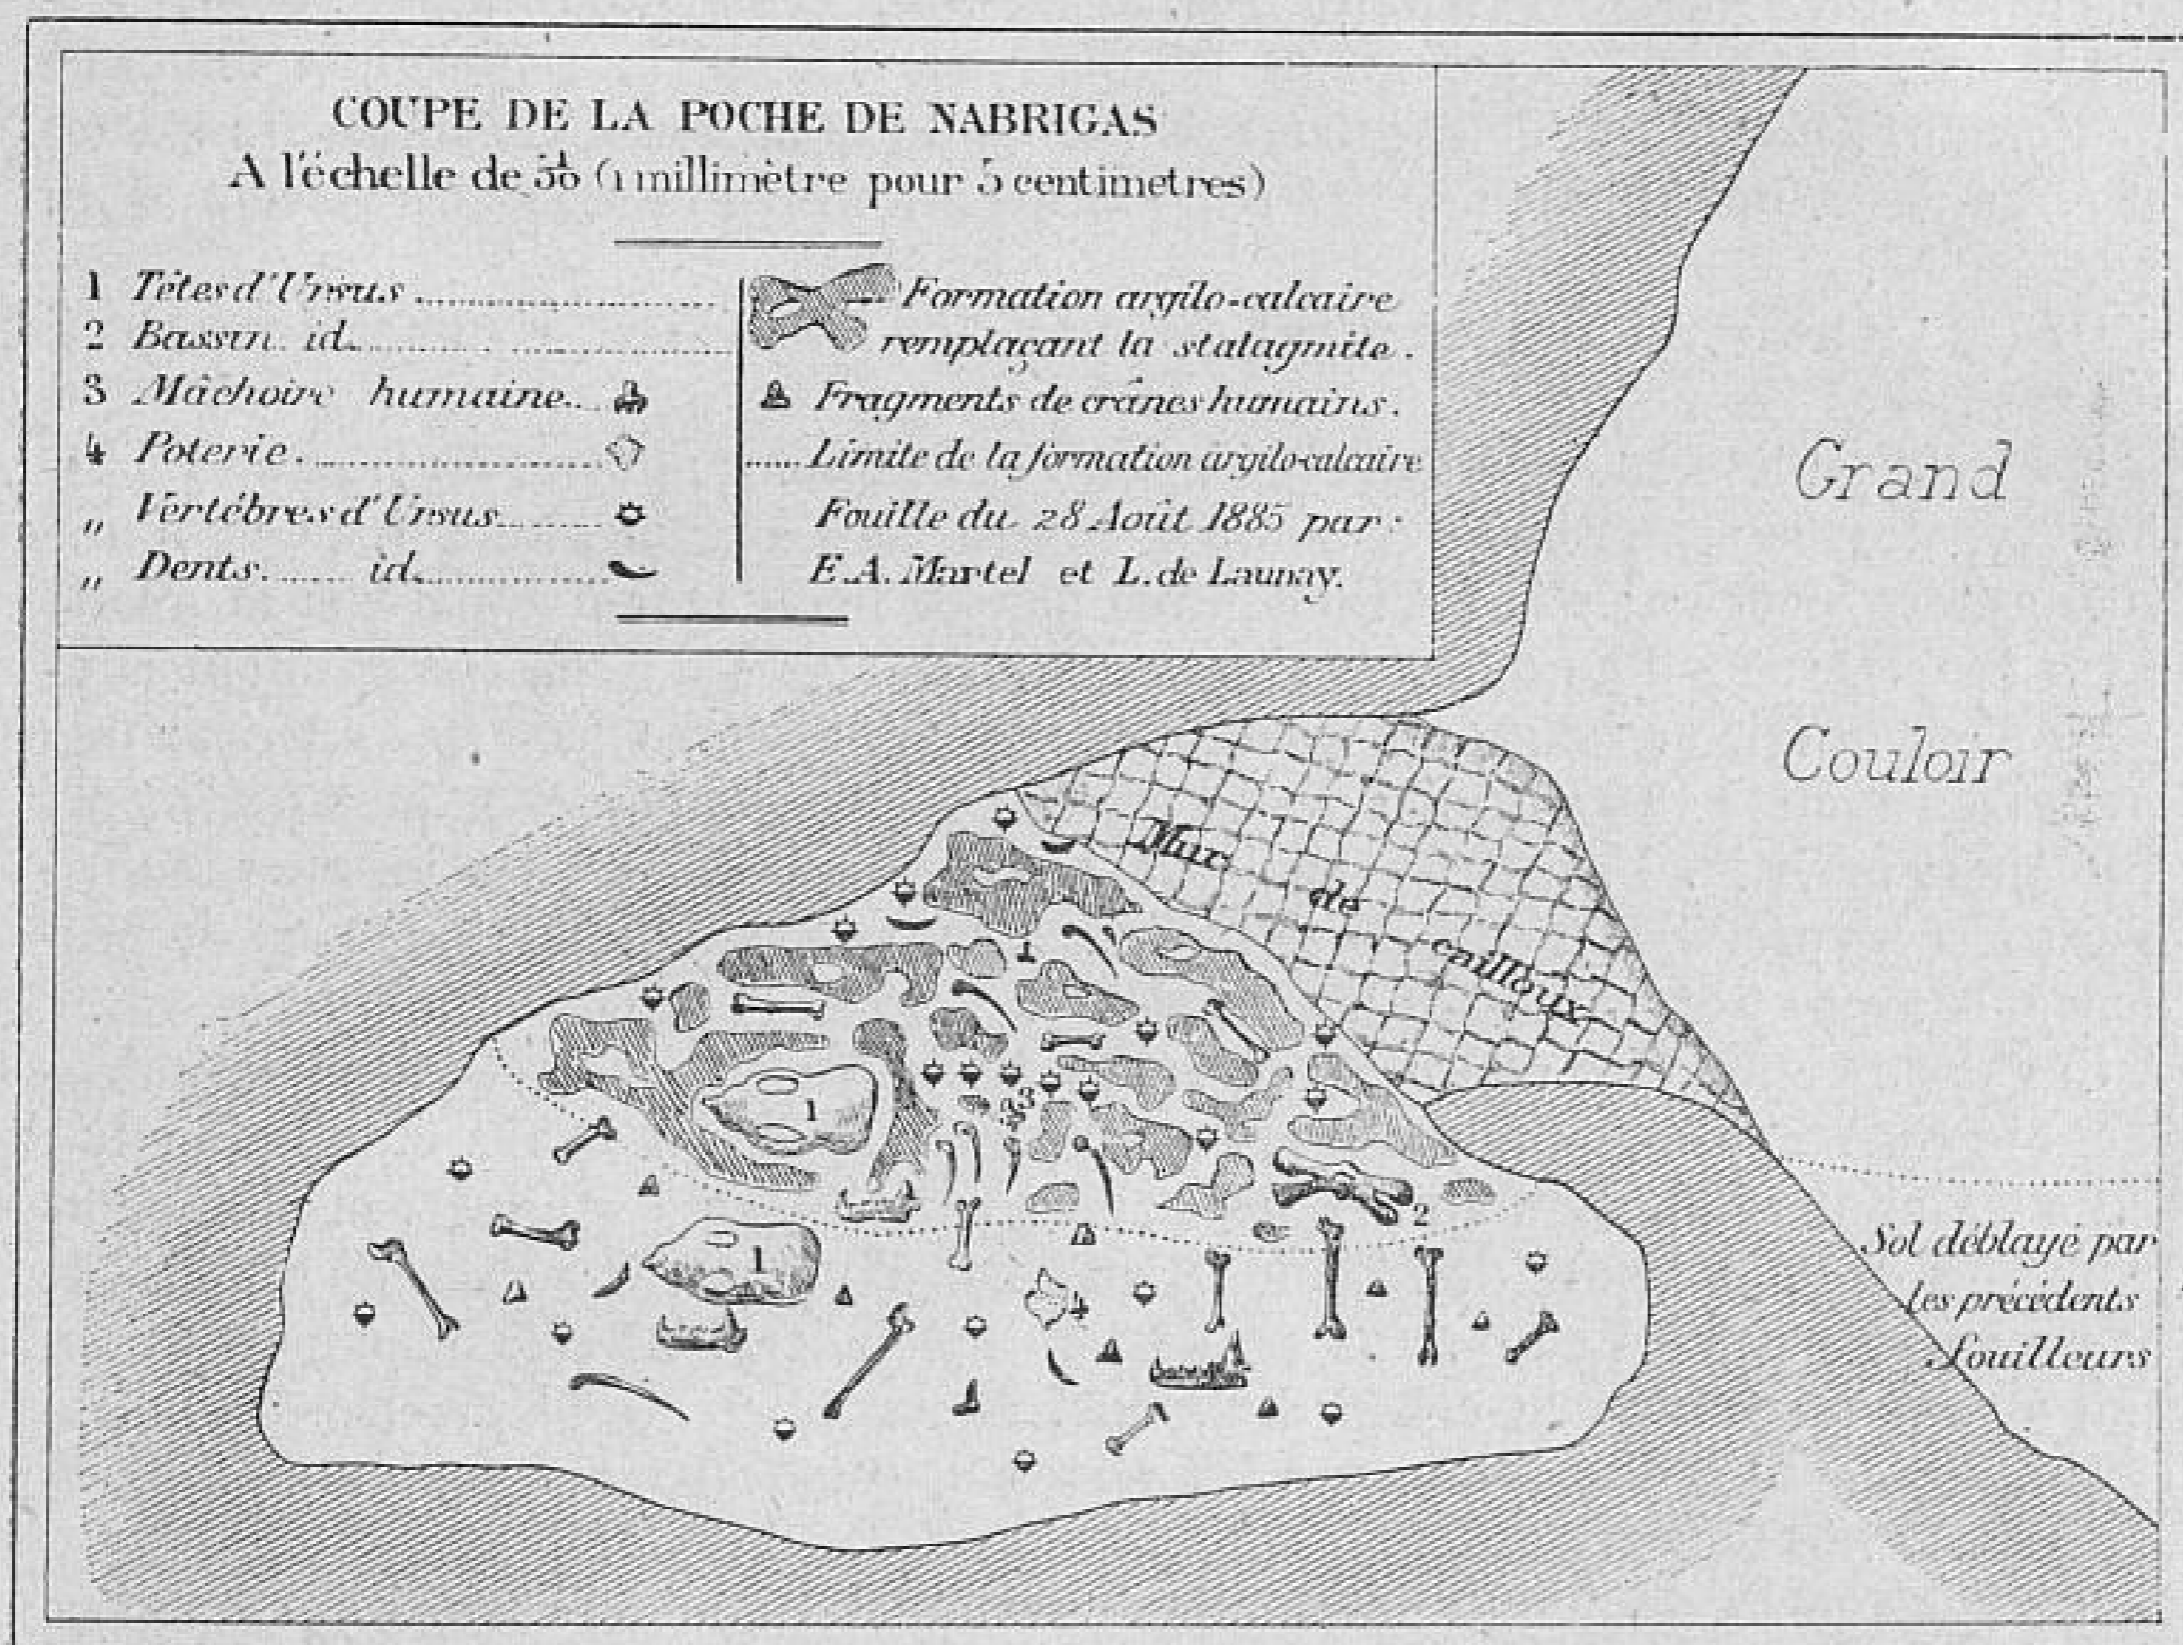 COUPE DE LA POCHE DE NABRIGAS
A l'échelle de 1/50 (1 millimètre pour 5 centimetres)
1 Têtes d'Ursus
2 Bassin id.
3 Mâchoire humaine
4 Poterie.
„ Vertébres d'Ursus
„ Dents id.
Formation argilo-calcaire
remplaçant la stalagmite.
Fragments de crânes humains.
Limite de la formation argilo-calcaire
Fouille du 28 Août 1885 par:
E.A. Martel et L. de Launay.
Grand
Couloir
Mur
de
cailloux
1
3
2
1
4
Sol déblayé par
les précédents
fouilleurs